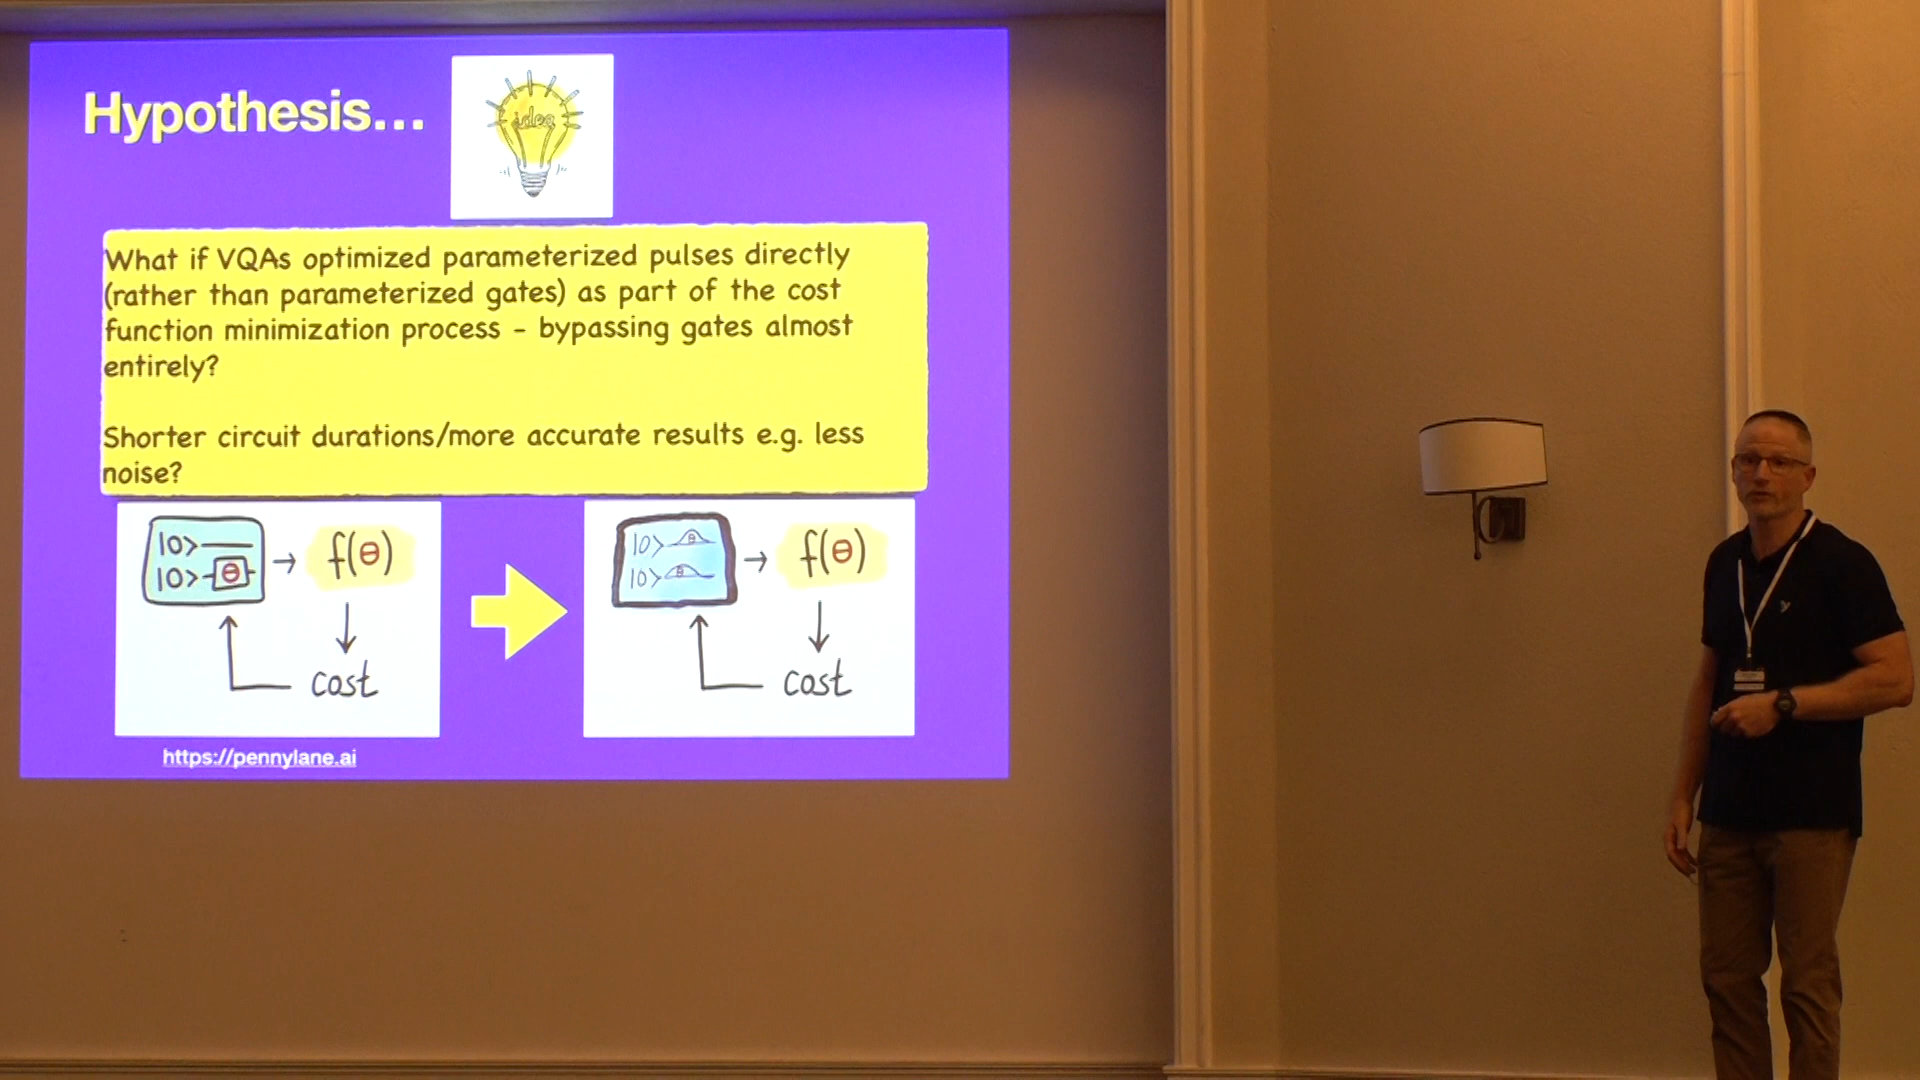 Hypothesis...
idea
What if VQAs optimized parameterized pulses directly
(rather than parameterized gates) as part of the cost
function minimization process - bypassing gates almost
entirely?
Shorter circuit durations/more accurate results e.g. less
noise?
|0>
|0> θ
→ f(θ)
cost
|0> θ
|0> θ
→ f(θ)
cost
https://pennylane.ai